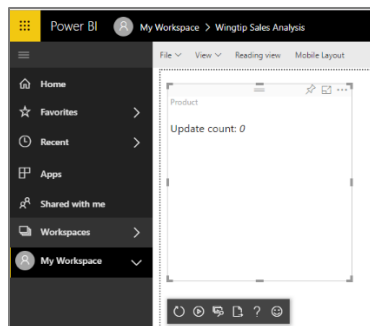 Power BI My Workspace > Wingtip Sales Analysis
File View Reading view Mobile Layout
Home
Favorites
Recent
Apps
Shared with me
Workspaces
My Workspace
Product
Update count: 0